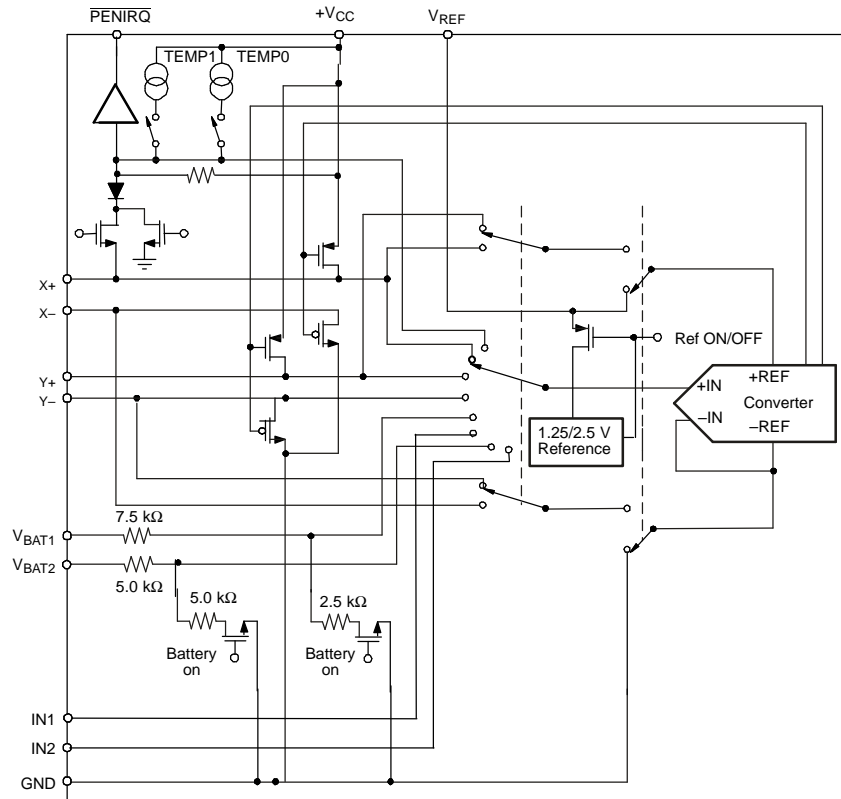 PENIRQ
+VCC
VREF
TEMP1
TEMP0
X+
X–
Y+
Y–
Ref ON/OFF
+IN
+REF
Converter
–IN
–REF
1.25/2.5 V
Reference
7.5 kΩ
VBAT1
VBAT2
5.0 kΩ
5.0 kΩ
2.5 kΩ
Battery
on
Battery
on
IN1
IN2
GND